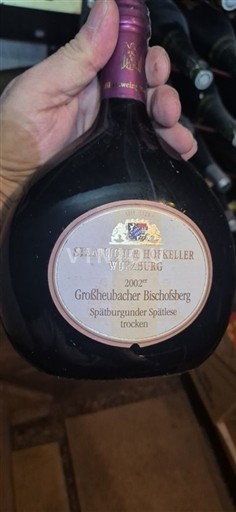 STAATLICHER HOFKELLER
WÜRZBURG
2002er
Großheubacher Bischofsberg
Spätburgunder Spätlese
trocken